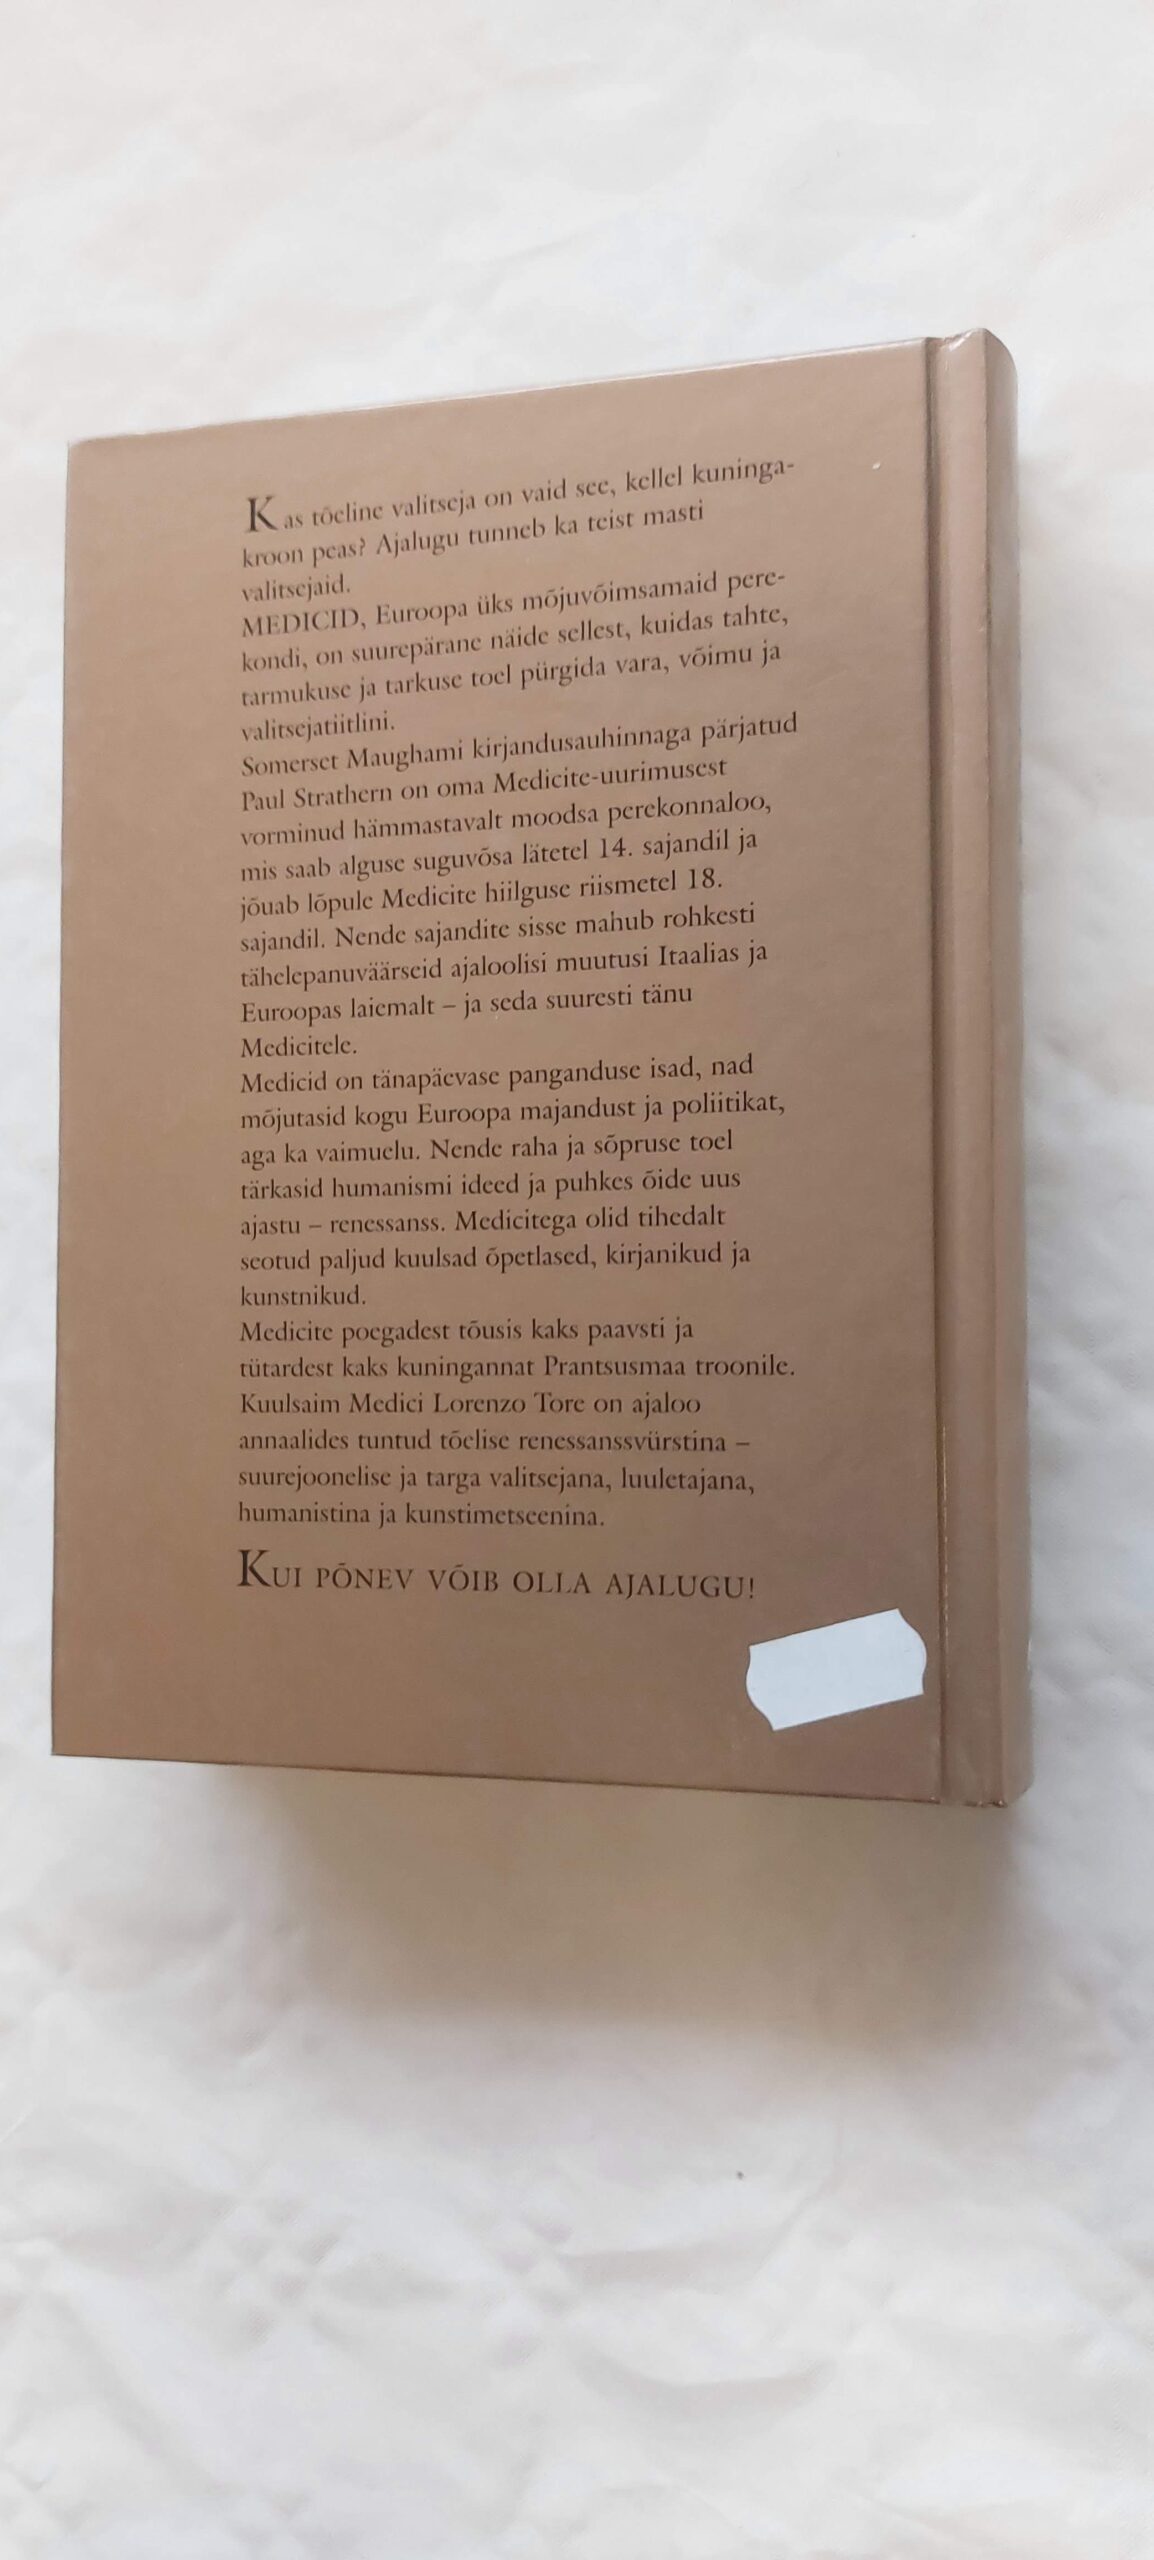 Kas tõeline valitseja on vaid see, kellel kuninga-
kroon peas? Ajalugu tunneb ka teist masti
valitsejaid.
MEDICID, Euroopa üks mõjuvõimsamaid pere-
kondi, on suurepärane näide sellest, kuidas tahte,
tarmukuse ja tarkuse toel pürgida vara, võimu ja
valitsejatiitlini.
Somerset Maughami kirjandusauhinnaga pärjatud
Paul Strathern on oma Medicite-uurimusest
vorminud hämmastavalt moodsa perekonnaloo,
mis saab alguse suguvõsa lätetel 14. sajandil ja
jõuab lõpule Medicite hiilguse riismetel 18.
sajandil. Nende sajandite sisse mahub rohkesti
tähelepanuväärseid ajaloolisi muutusi Itaalias ja
Euroopas laiemalt – ja seda suuresti tänu
Medicitele.
Medicid on tänapäevase panganduse isad, nad
mõjutasid kogu Euroopa majandust ja poliitikat,
aga ka vaimuelu. Nende raha ja sõpruse toel
tärkasid humanismi ideed ja puhkes õide uus
ajastu – renessanss. Medicitega olid tihedalt
seotud paljud kuulsad õpetlased, kirjanikud ja
kunstnikud.
Medicite poegadest tõusis kaks paavsti ja
tütardest kaks kuningannat Prantsusmaa troonile.
Kuulsaim Medici Lorenzo Tore on ajaloo
annaalides tuntud tõelise renessanssvürstina –
suurejoonelise ja targa valitsejana, luuletajana,
humanistina ja kunstimetseenina.
KUI PÕNEV VÕIB OLLA AJALUGU!